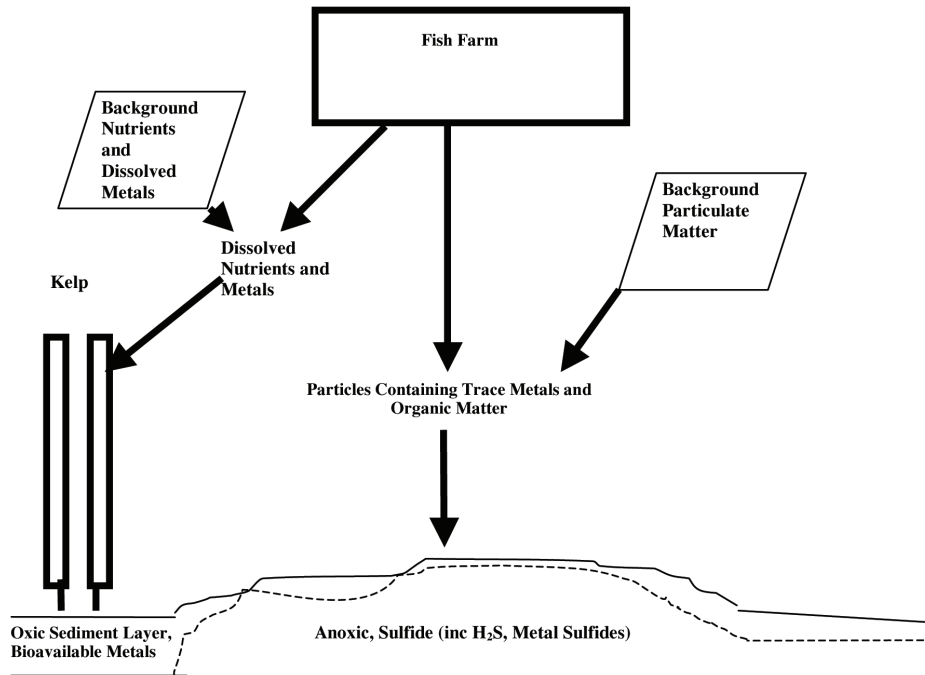 Fish Farm
Background
Nutrients
and
Dissolved
Metals
Background
Particulate
Matter
Dissolved
Nutrients and
Metals
Kelp
Particles Containing Trace Metals and
Organic Matter
Oxic Sediment Layer,
Bioavailable Metals
Anoxic, Sulfide (inc H₂S, Metal Sulfides)